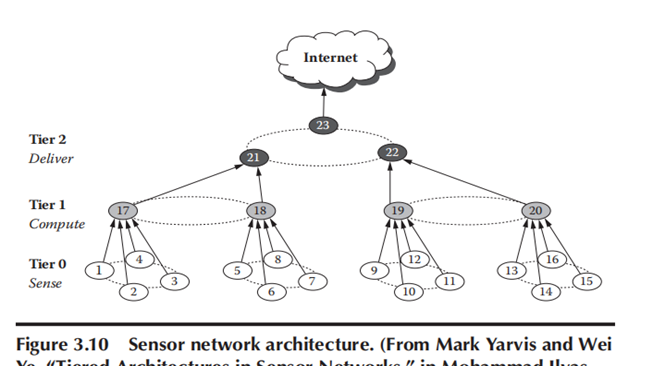 Internet
23
Tier 2
Deliver
21
22
Tier 1
Compute
17
18
19
20
Tier 0
Sense
1
4
2
3
5
8
6
7
9
12
10
11
13
16
14
15
Figure 3.10 Sensor network architecture. (From Mark Yarvis and Wei
Ye, “Tiered Architectures in Sensor Networks,” in Mohammad Ilyas